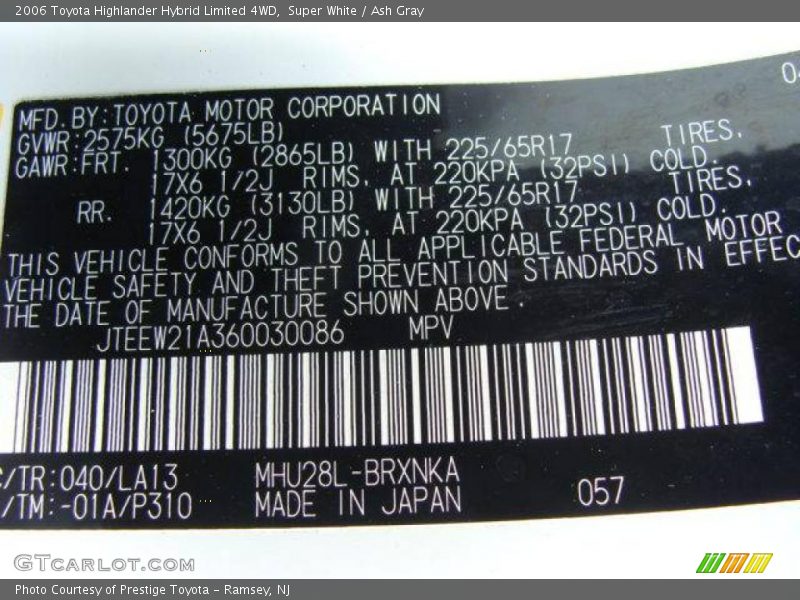 2006 Toyota Highlander Hybrid Limited 4WD, Super White / Ash Gray
MFD. BY: TOYOTA MOTOR CORPORATION
GVWR: 2575KG (5675LB)
GAWR: FRT. 1300KG (2865LB) WITH 225/65R17 TIRES,
17X6 1/2J RIMS, AT 220KPA (32PSI) COLD.
RR. 1420KG (3130LB) WITH 225/65R17 TIRES,
17X6 1/2J RIMS, AT 220KPA (32PSI) COLD.
THIS VEHICLE CONFORMS TO ALL APPLICABLE FEDERAL MOTOR
VEHICLE SAFETY AND THEFT PREVENTION STANDARDS IN EFFEC
THE DATE OF MANUFACTURE SHOWN ABOVE.
JTEEW21A360030086 MPV
C/TR: 040/LA13 MHU28L-BRXNKA
/TM: -01A/P310 MADE IN JAPAN 057
GTCARLOT.COM
Photo Courtesy of Prestige Toyota - Ramsey, NJ